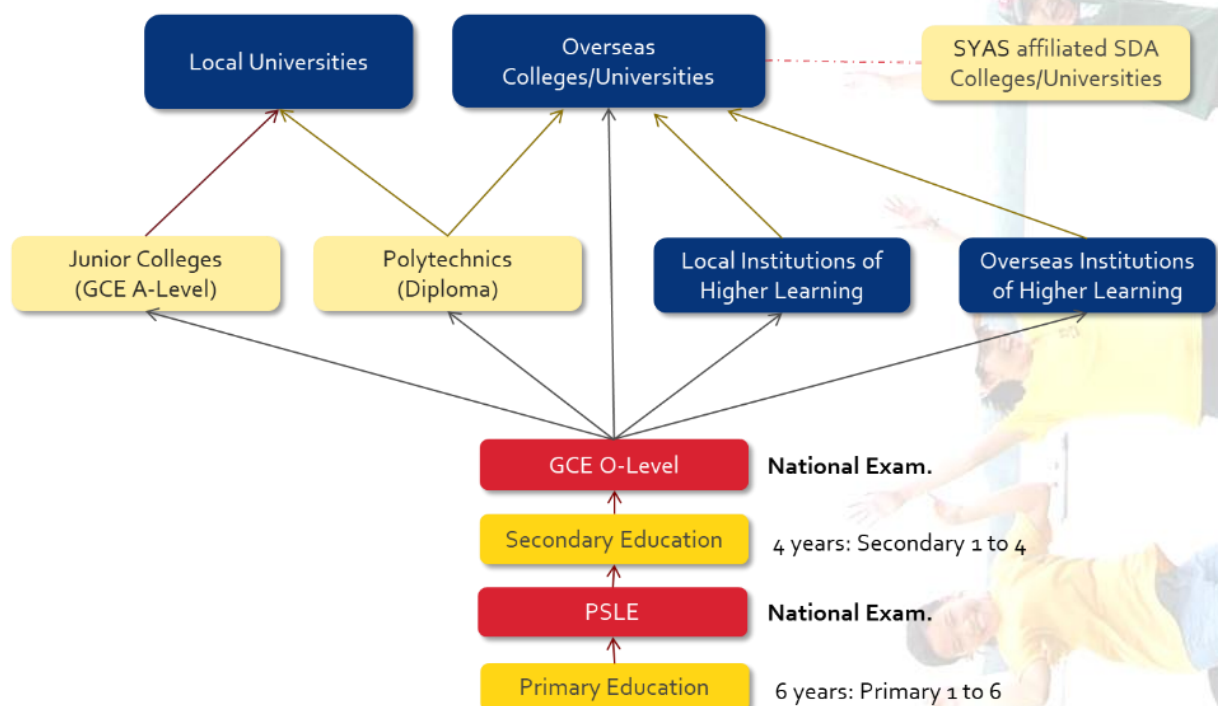 Local Universities
Overseas
Colleges/Universities
SYAS affiliated SDA
Colleges/Universities
Junior Colleges
(GCE A-Level)
Polytechnics
(Diploma)
Local Institutions of
Higher Learning
Overseas Institutions
of Higher Learning
GCE O-Level
National Exam.
Secondary Education
4 years: Secondary 1 to 4
PSLE
National Exam.
Primary Education
6 years: Primary 1 to 6